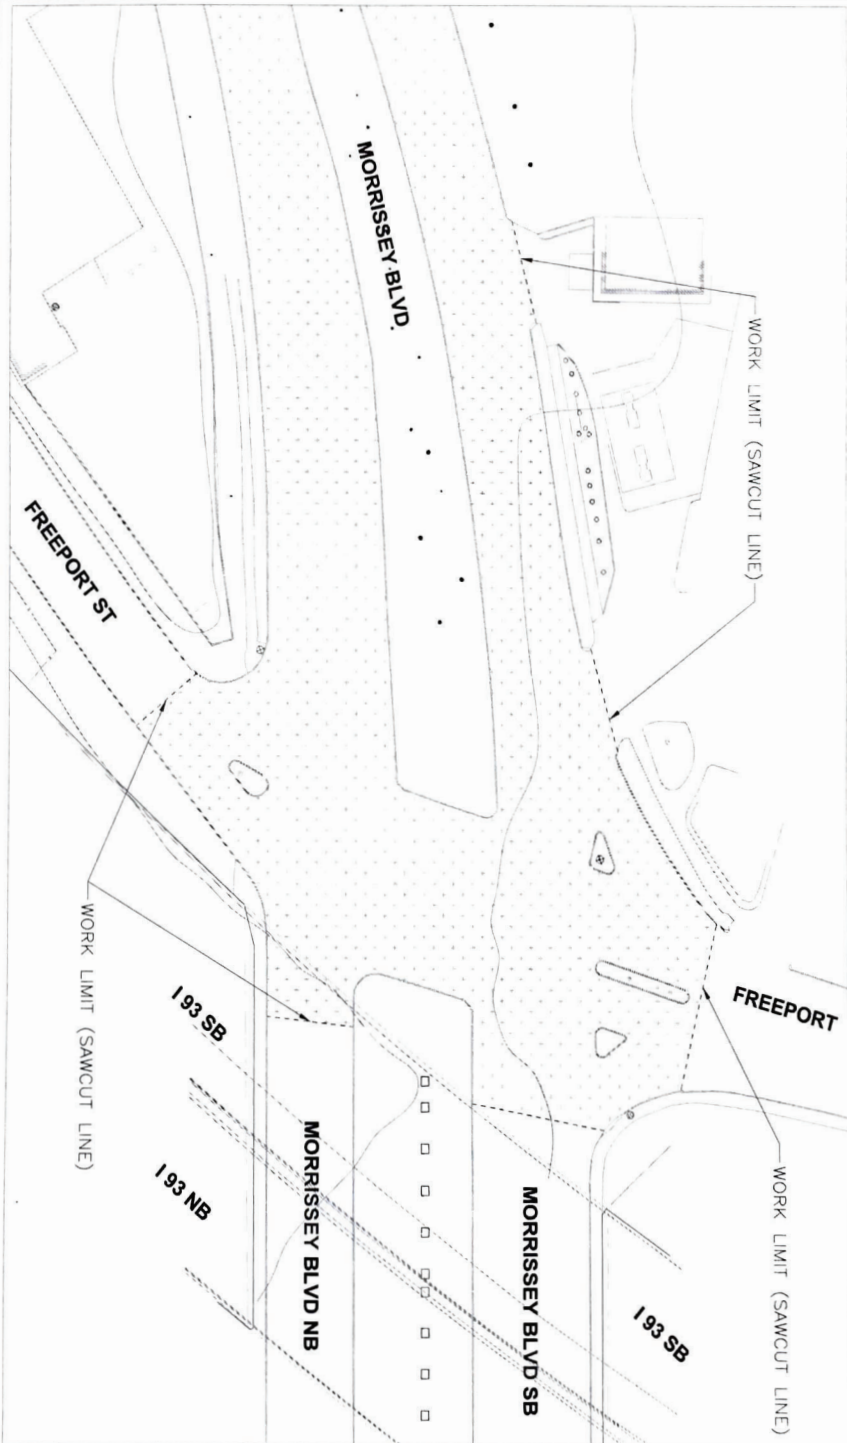 MORRISSEY BLVD
WORK LIMIT (SAWCUT LINE)
FREEPORT ST
WORK LIMIT (SAWCUT LINE)
FREEPORT
I 93 SB
I 93 NB
MORRISSEY BLVD NB
MORRISSEY BLVD SB
I 93 SB
WORK LIMIT (SAWCUT LINE)